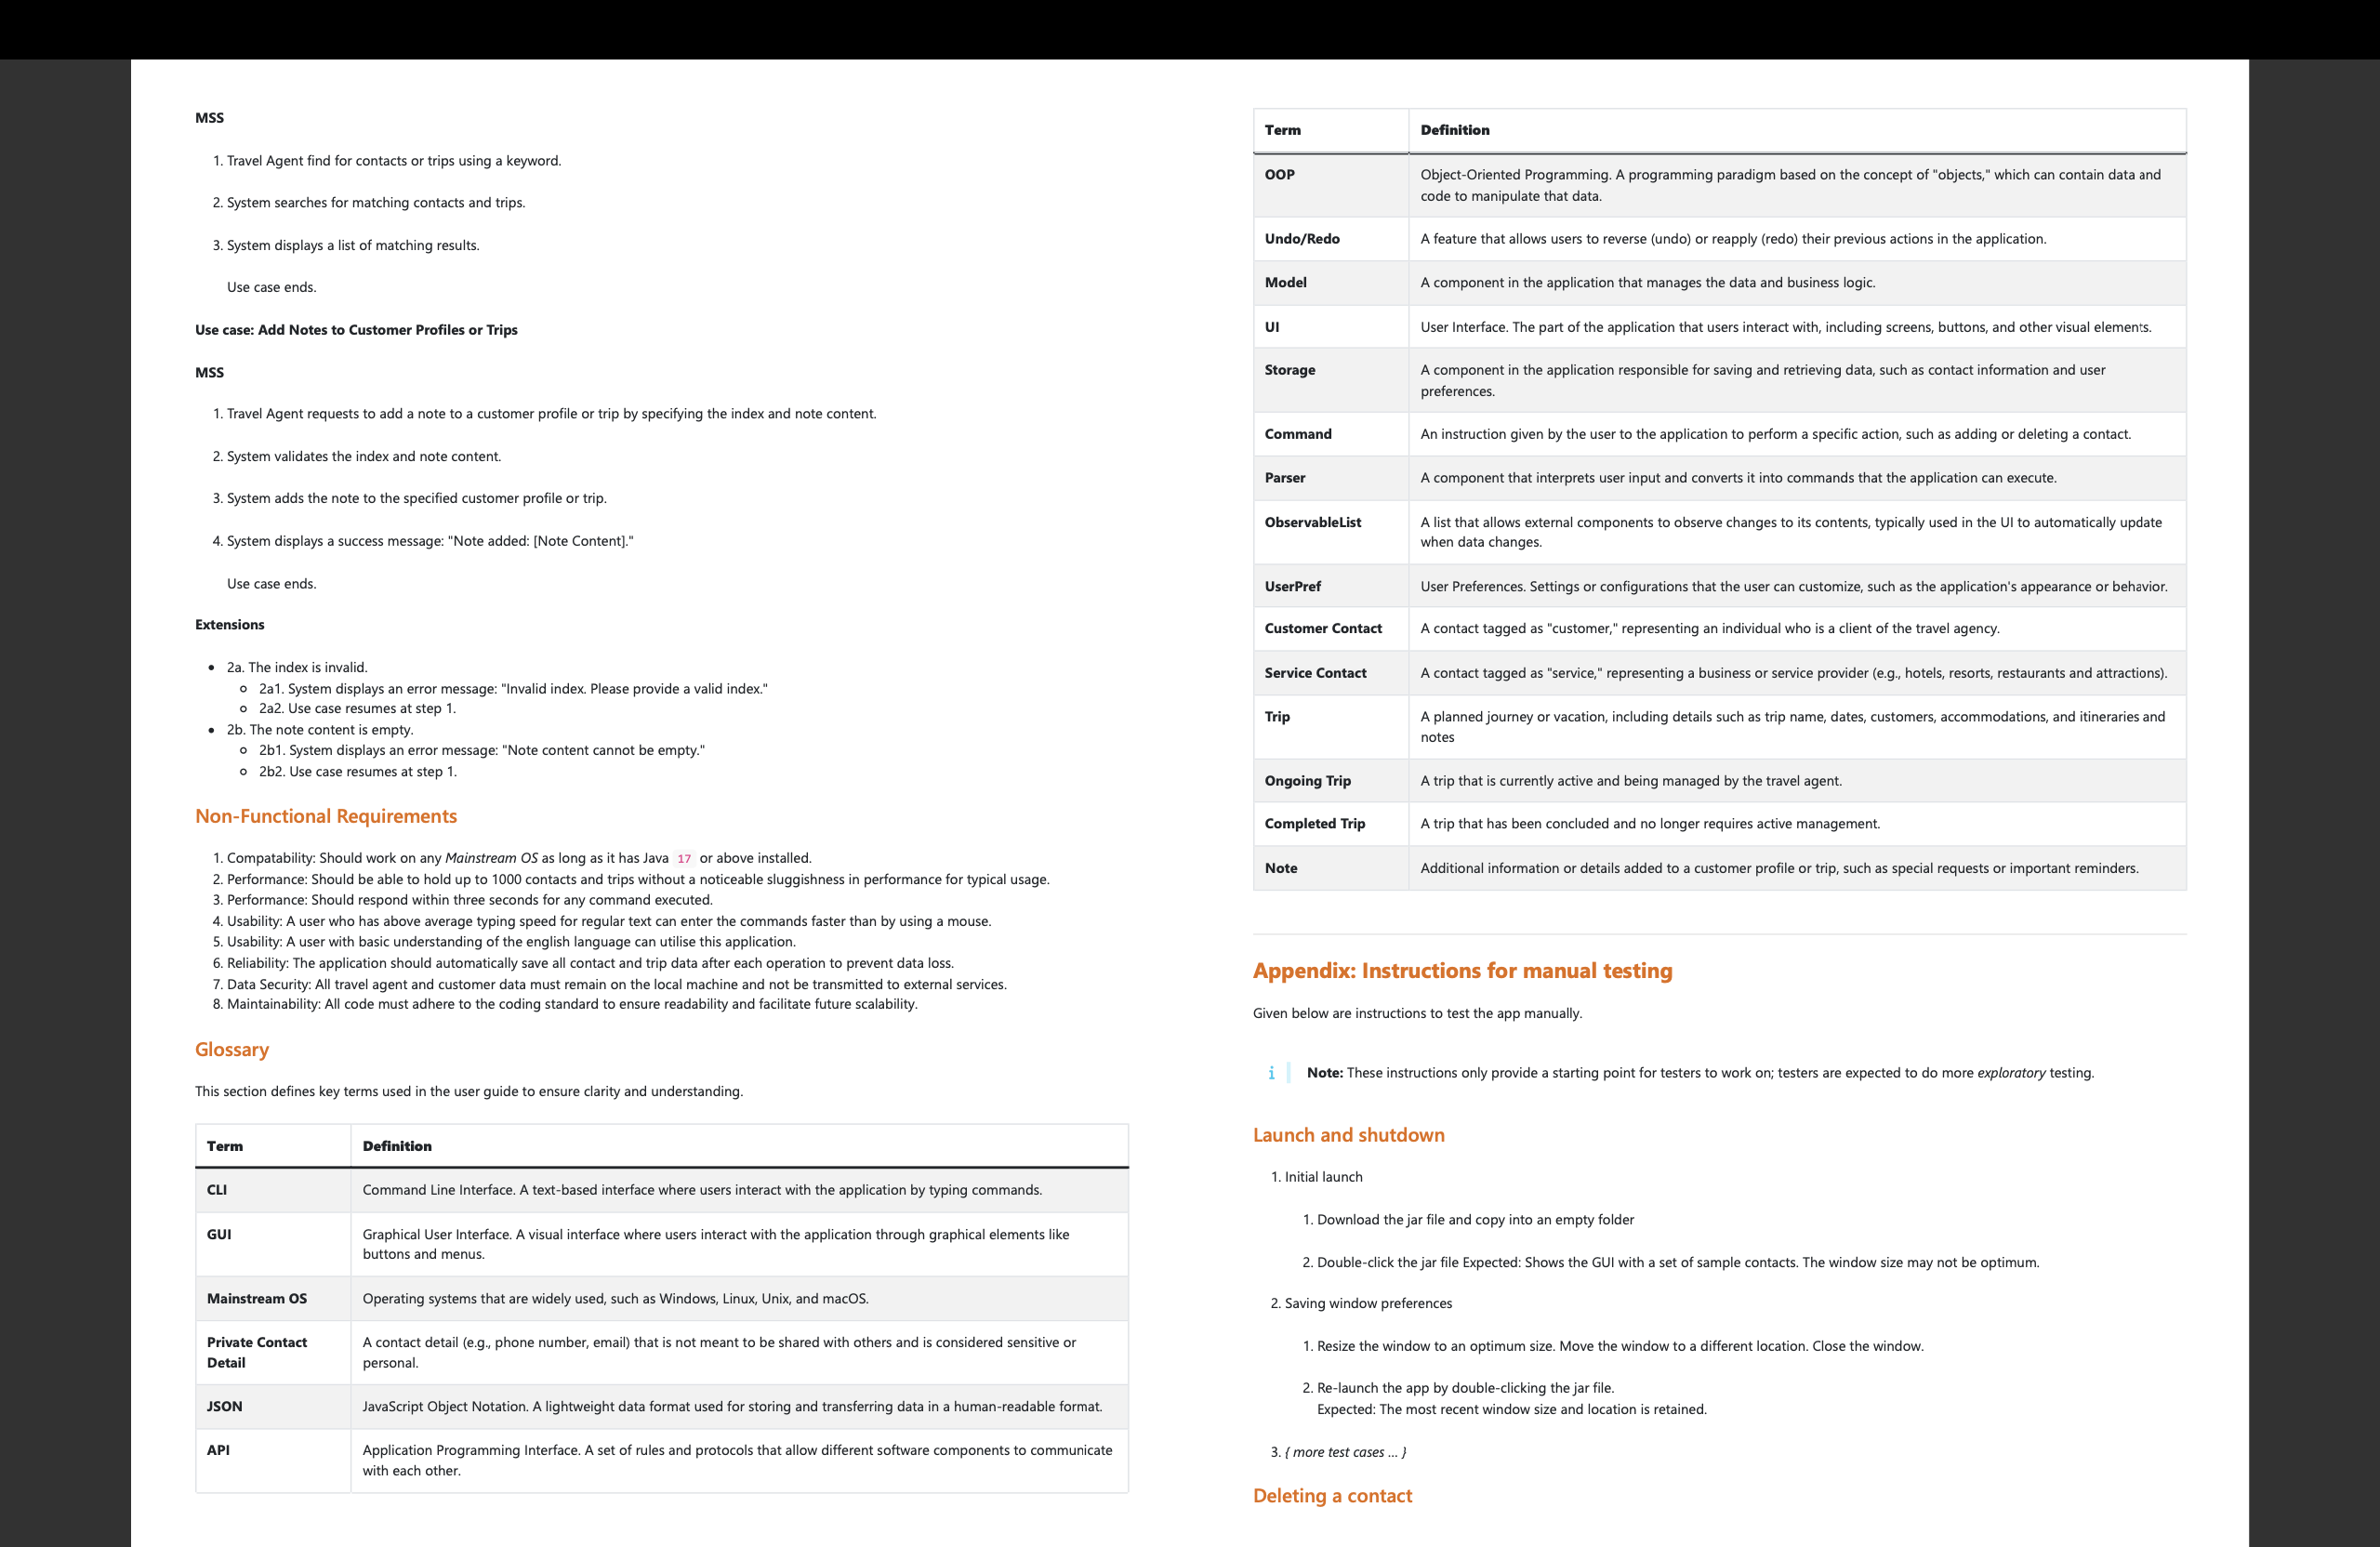 MSS
1. Travel Agent find for contacts or trips using a keyword.
2. System searches for matching contacts and trips.
3. System displays a list of matching results.
Use case ends.
Use case: Add Notes to Customer Profiles or Trips
MSS
1. Travel Agent requests to add a note to a customer profile or trip by specifying the index and note content.
2. System validates the index and note content.
3. System adds the note to the specified customer profile or trip.
4. System displays a success message: "Note added: [Note Content]."
Use case ends.
Extensions
• 2a. The index is invalid.
◦ 2a1. System displays an error message: "Invalid index. Please provide a valid index."
◦ 2a2. Use case resumes at step 1.
• 2b. The note content is empty.
◦ 2b1. System displays an error message: "Note content cannot be empty."
◦ 2b2. Use case resumes at step 1.
Non-Functional Requirements
1. Compatability: Should work on any Mainstream OS as long as it has Java 17 or above installed.
2. Performance: Should be able to hold up to 1000 contacts and trips without a noticeable sluggishness in performance for typical usage.
3. Performance: Should respond within three seconds for any command executed.
4. Usability: A user who has above average typing speed for regular text can enter the commands faster than by using a mouse.
5. Usability: A user with basic understanding of the english language can utilise this application.
6. Reliability: The application should automatically save all contact and trip data after each operation to prevent data loss.
7. Data Security: All travel agent and customer data must remain on the local machine and not be transmitted to external services.
8. Maintainability: All code must adhere to the coding standard to ensure readability and facilitate future scalability.
Glossary
This section defines key terms used in the user guide to ensure clarity and understanding.
Term Definition
CLI Command Line Interface. A text-based interface where users interact with the application by typing commands.
GUI Graphical User Interface. A visual interface where users interact with the application through graphical elements like
buttons and menus.
Mainstream OS Operating systems that are widely used, such as Windows, Linux, Unix, and macOS.
Private Contact A contact detail (e.g., phone number, email) that is not meant to be shared with others and is considered sensitive or
Detail personal.
JSON JavaScript Object Notation. A lightweight data format used for storing and transferring data in a human-readable format.
API Application Programming Interface. A set of rules and protocols that allow different software components to communicate
with each other.
Term Definition
OOP Object-Oriented Programming. A programming paradigm based on the concept of "objects," which can contain data and
code to manipulate that data.
Undo/Redo A feature that allows users to reverse (undo) or reapply (redo) their previous actions in the application.
Model A component in the application that manages the data and business logic.
UI User Interface. The part of the application that users interact with, including screens, buttons, and other visual elements.
Storage A component in the application responsible for saving and retrieving data, such as contact information and user
preferences.
Command An instruction given by the user to the application to perform a specific action, such as adding or deleting a contact.
Parser A component that interprets user input and converts it into commands that the application can execute.
ObservableList A list that allows external components to observe changes to its contents, typically used in the UI to automatically update
when data changes.
UserPref User Preferences. Settings or configurations that the user can customize, such as the application's appearance or behavior.
Customer Contact A contact tagged as "customer," representing an individual who is a client of the travel agency.
Service Contact A contact tagged as "service," representing a business or service provider (e.g., hotels, resorts, restaurants and attractions).
Trip A planned journey or vacation, including details such as trip name, dates, customers, accommodations, and itineraries and
notes
Ongoing Trip A trip that is currently active and being managed by the travel agent.
Completed Trip A trip that has been concluded and no longer requires active management.
Note Additional information or details added to a customer profile or trip, such as special requests or important reminders.
Appendix: Instructions for manual testing
Given below are instructions to test the app manually.
i Note: These instructions only provide a starting point for testers to work on; testers are expected to do more exploratory testing.
Launch and shutdown
1. Initial launch
1. Download the jar file and copy into an empty folder
2. Double-click the jar file Expected: Shows the GUI with a set of sample contacts. The window size may not be optimum.
2. Saving window preferences
1. Resize the window to an optimum size. Move the window to a different location. Close the window.
2. Re-launch the app by double-clicking the jar file.
Expected: The most recent window size and location is retained.
3. { more test cases ... }
Deleting a contact